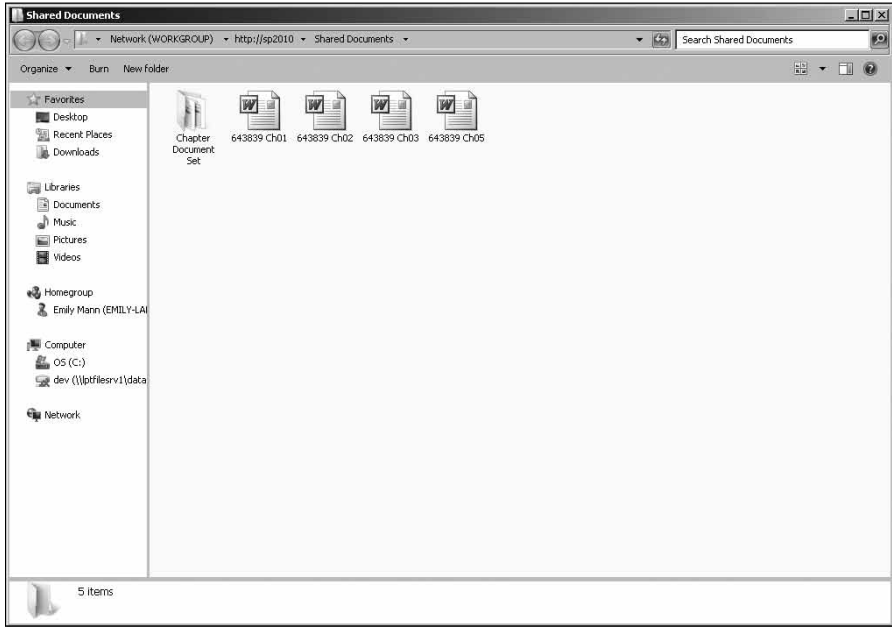 Shared Documents
Network (WORKGROUP) http://sp2010 Shared Documents
Search Shared Documents
Organize Burn New folder
Favorites
Desktop
Recent Places
Downloads
Libraries
Documents
Music
Pictures
Videos
Homegroup
Emily Mann (EMILY-LA
Computer
OS (C:)
dev (\\lptfilesrv1\data
Network
Chapter
Document
Set
643839 Ch01 643839 Ch02 643839 Ch03 643839 Ch05
5 items